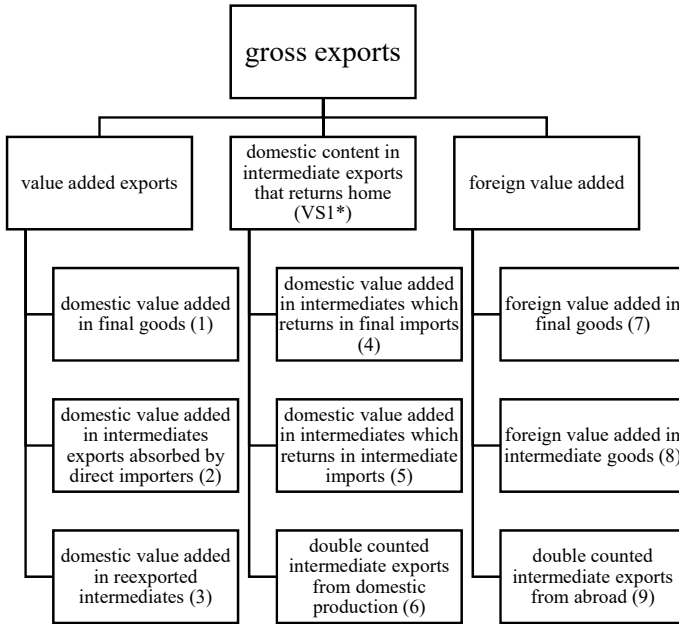 gross exports
value added exports
domestic content in
intermediate exports
that returns home
(VS1*)
foreign value added
domestic value added
in final goods (1)
domestic value added
in intermediates which
returns in final imports
(4)
foreign value added in
final goods (7)
domestic value added
in intermediates
exports absorbed by
direct importers (2)
domestic value added
in intermediates which
returns in intermediate
imports (5)
foreign value added in
intermediate goods (8)
domestic value added
in reexported
intermediates (3)
double counted
intermediate exports
from domestic
production (6)
double counted
intermediate exports
from abroad (9)